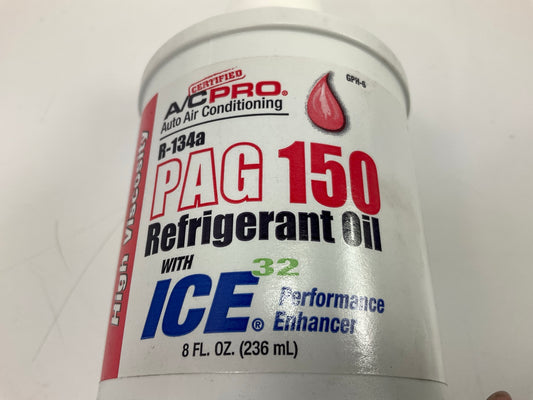 CERTIFIED
A/C PRO®
Auto Air Conditioning
GPH-6
R-134a
PAG 150
Refrigerant Oil
WITH
ICE 32®
Performance
Enhancer
8 FL. OZ. (236 mL)
High Viscosity